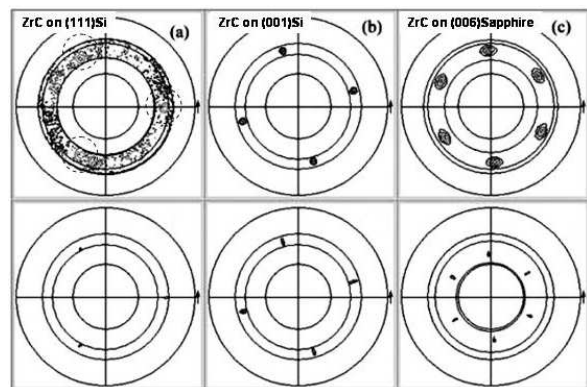 ZrC on (111)Si
(a)
ZrC on (001)Si
(b)
ZrC on (006)Sapphire
(c)